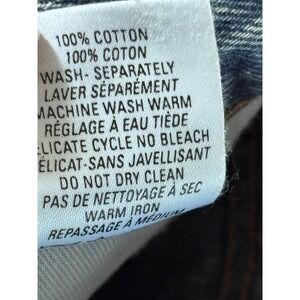 100% COTTON
100% COTON
WASH- SEPARATELY
LAVER SÉPARÉMENT
MACHINE WASH WARM
RÉGLAGE À EAU TIÈDE
ELICATE CYCLE NO BLEACH
ÉLICAT-SANS JAVELLISANT
DO NOT DRY CLEAN
PAS DE NETTOYAGE À SEC
WARM IRON
REPASSAGE À MEDIUM